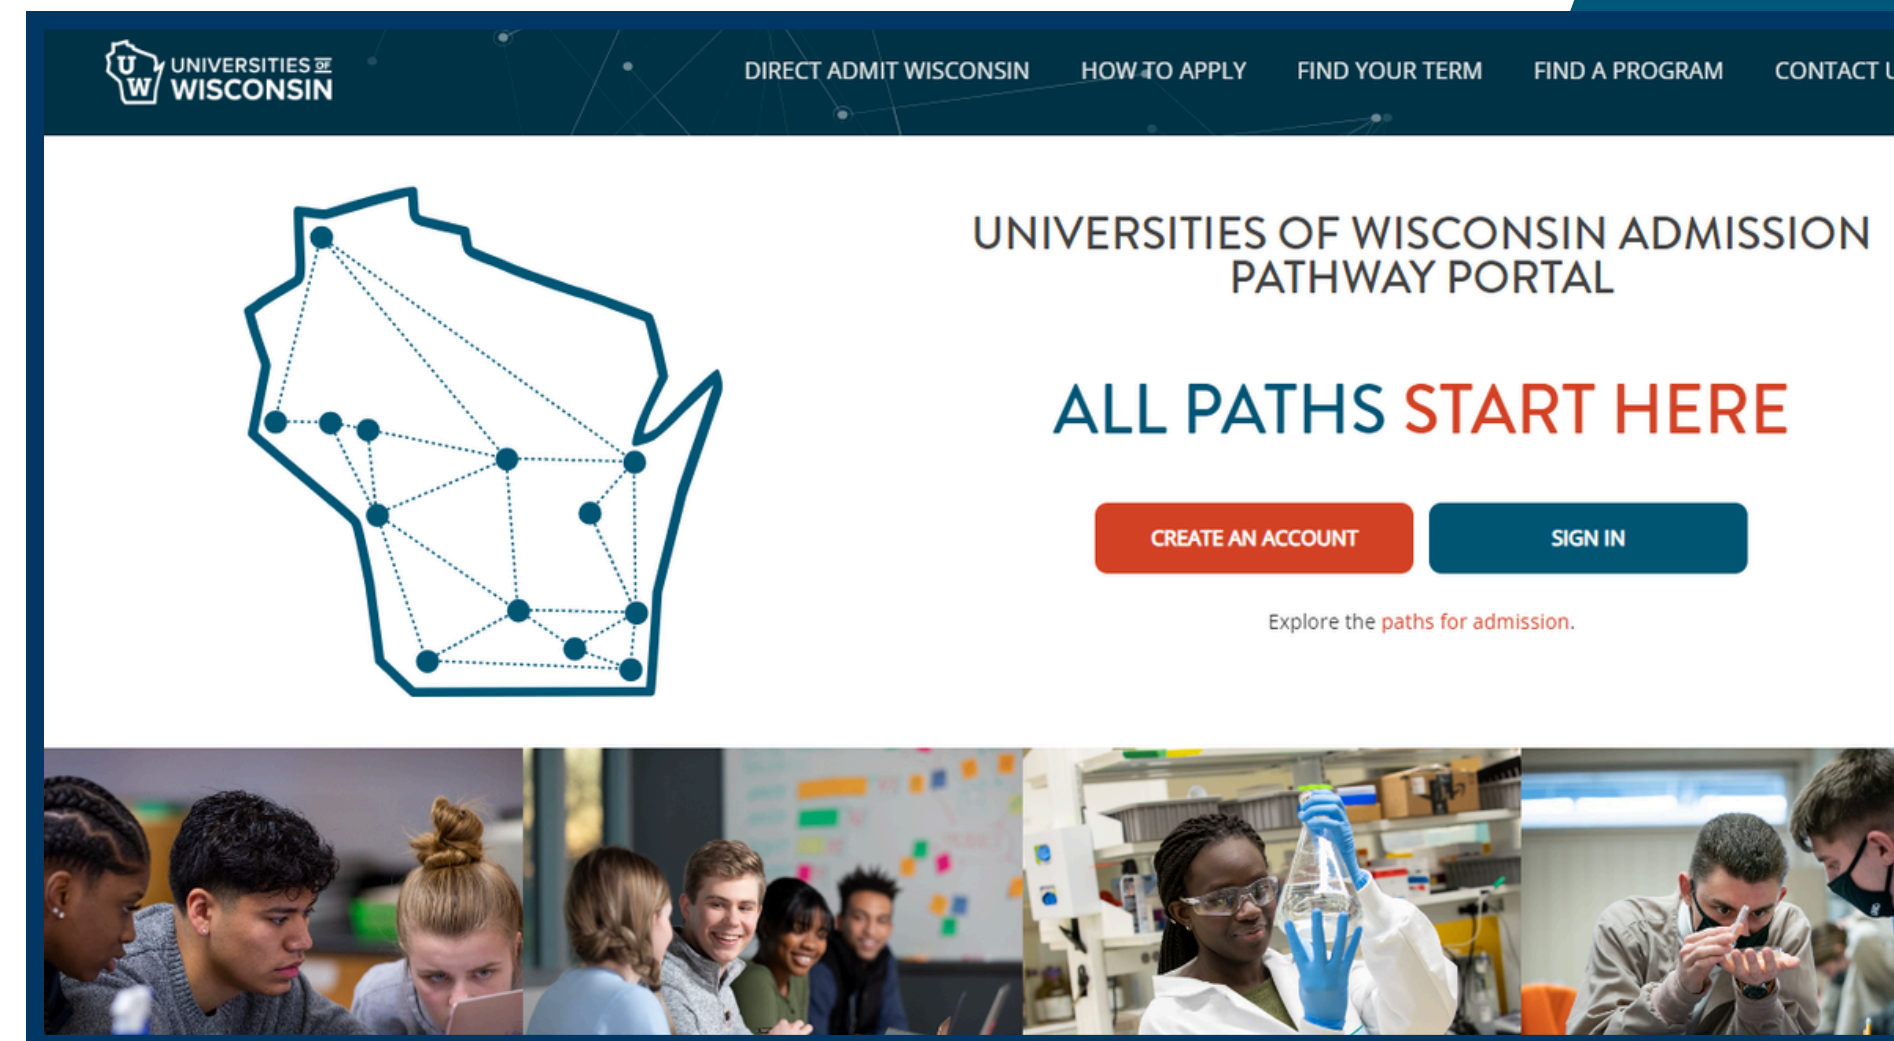 U
W
UNIVERSITIES OF
WISCONSIN
DIRECT ADMIT WISCONSIN HOW TO APPLY FIND YOUR TERM FIND A PROGRAM CONTACT U
UNIVERSITIES OF WISCONSIN ADMISSION
PATHWAY PORTAL
ALL PATHS START HERE
CREATE AN ACCOUNT SIGN IN
Explore the paths for admission.